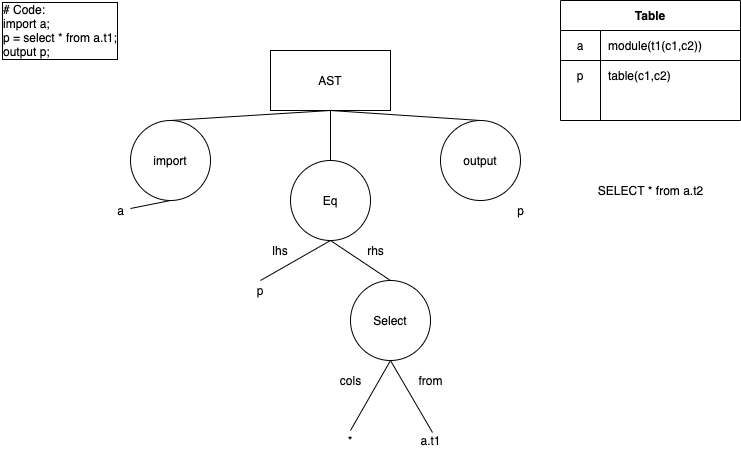 # Code:
import a;
p = select * from a.t1;
output p;
Table
a module(t1(c1,c2))
p table(c1,c2)
AST
import
output
Eq
SELECT * from a.t2
a
p
lhs
rhs
p
Select
cols
from
*
a.t1